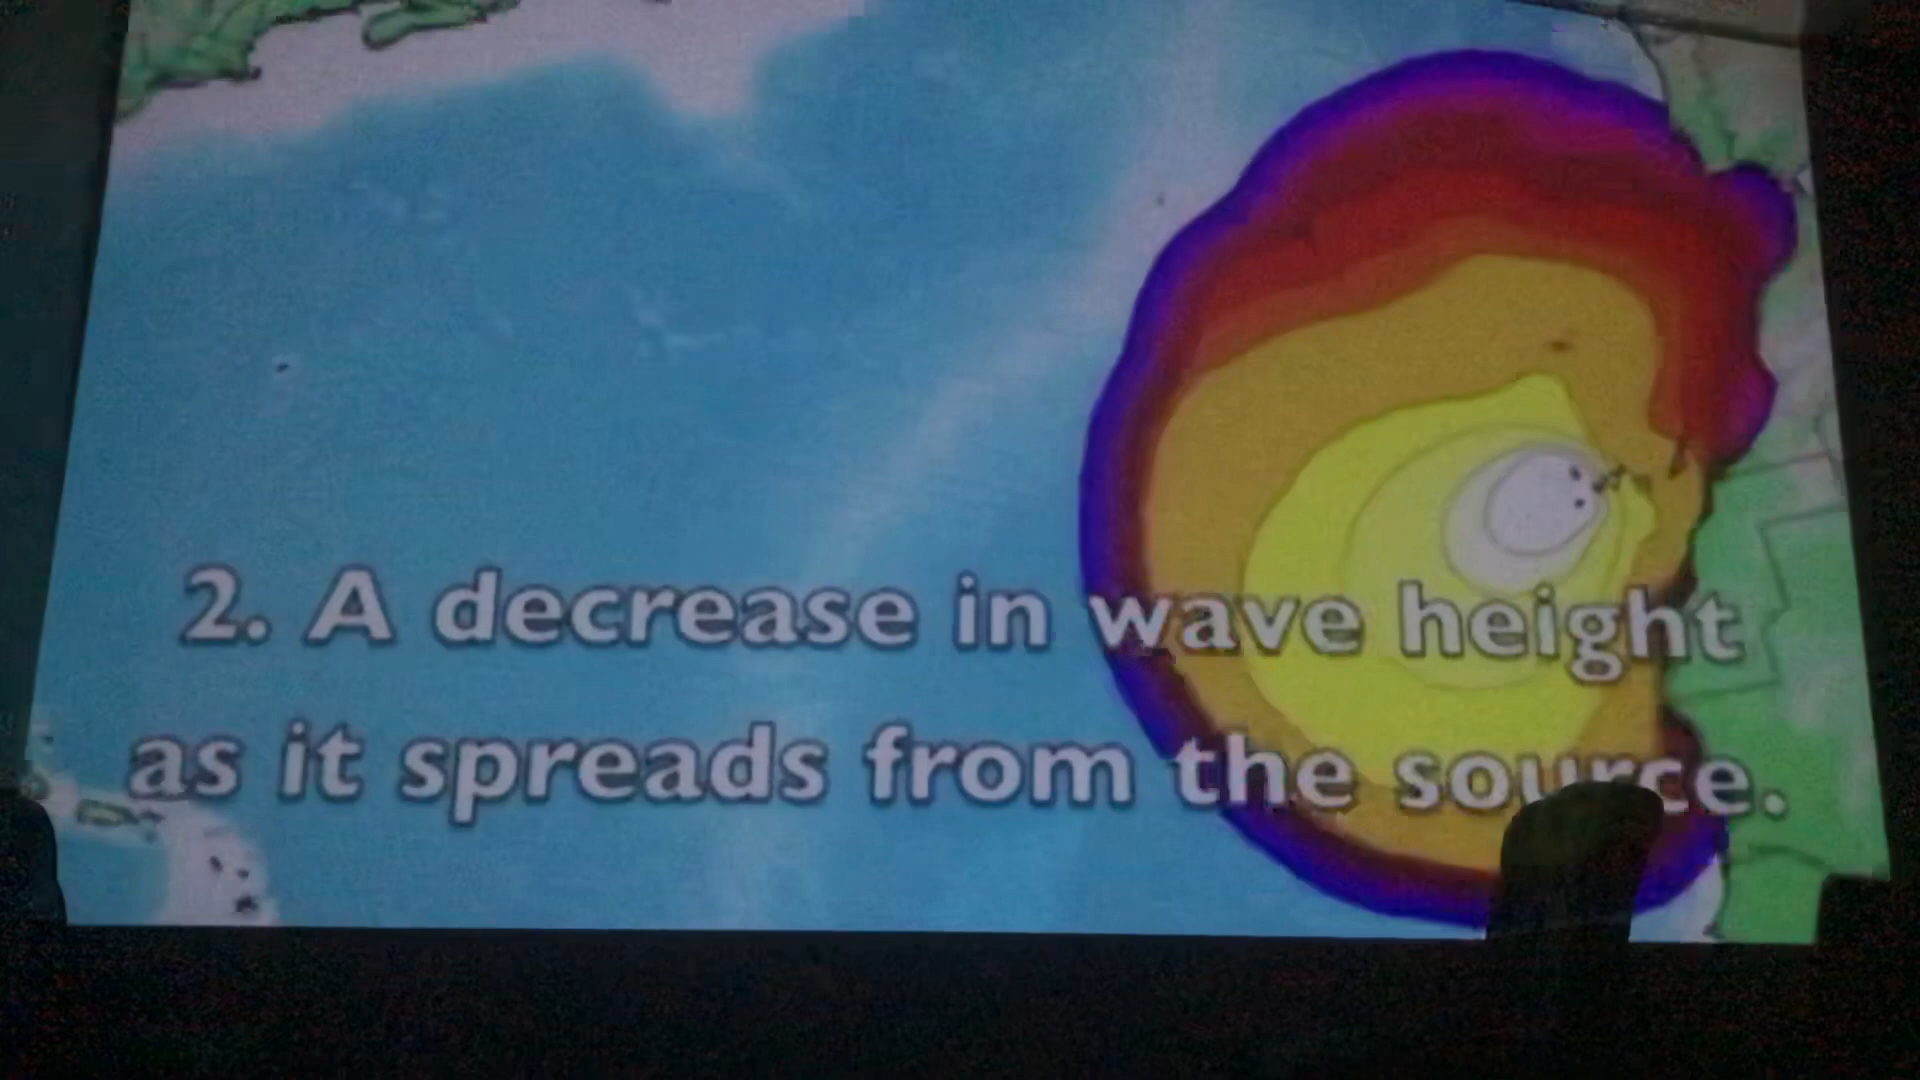 2. A decrease in wave height
as it spreads from the source.